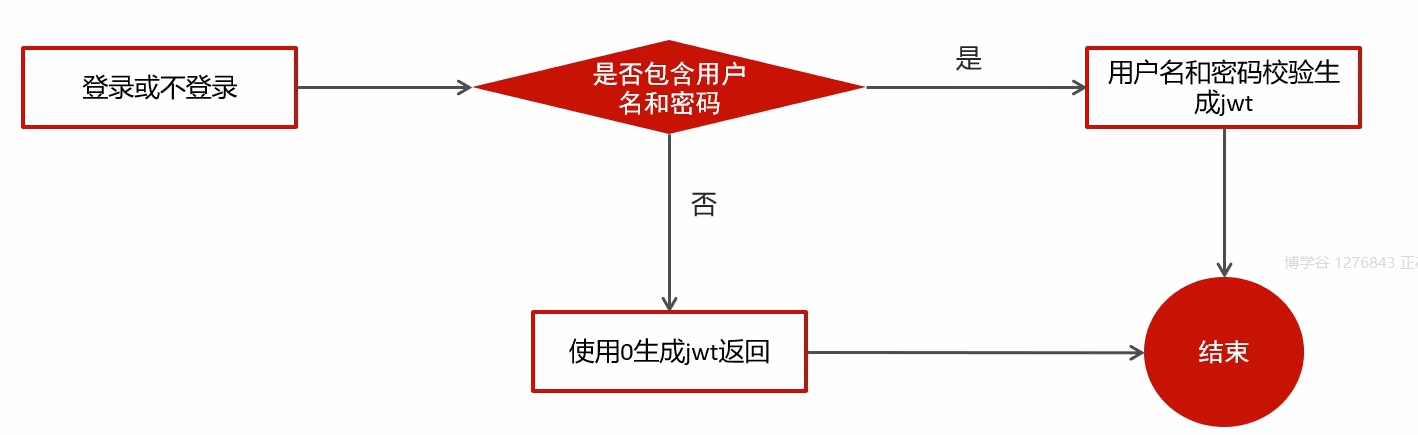 登录或不登录
是否包含用户
名和密码
是
用户名和密码校验生
成jwt
否
博学谷 1276843
使用0生成jwt返回
结束